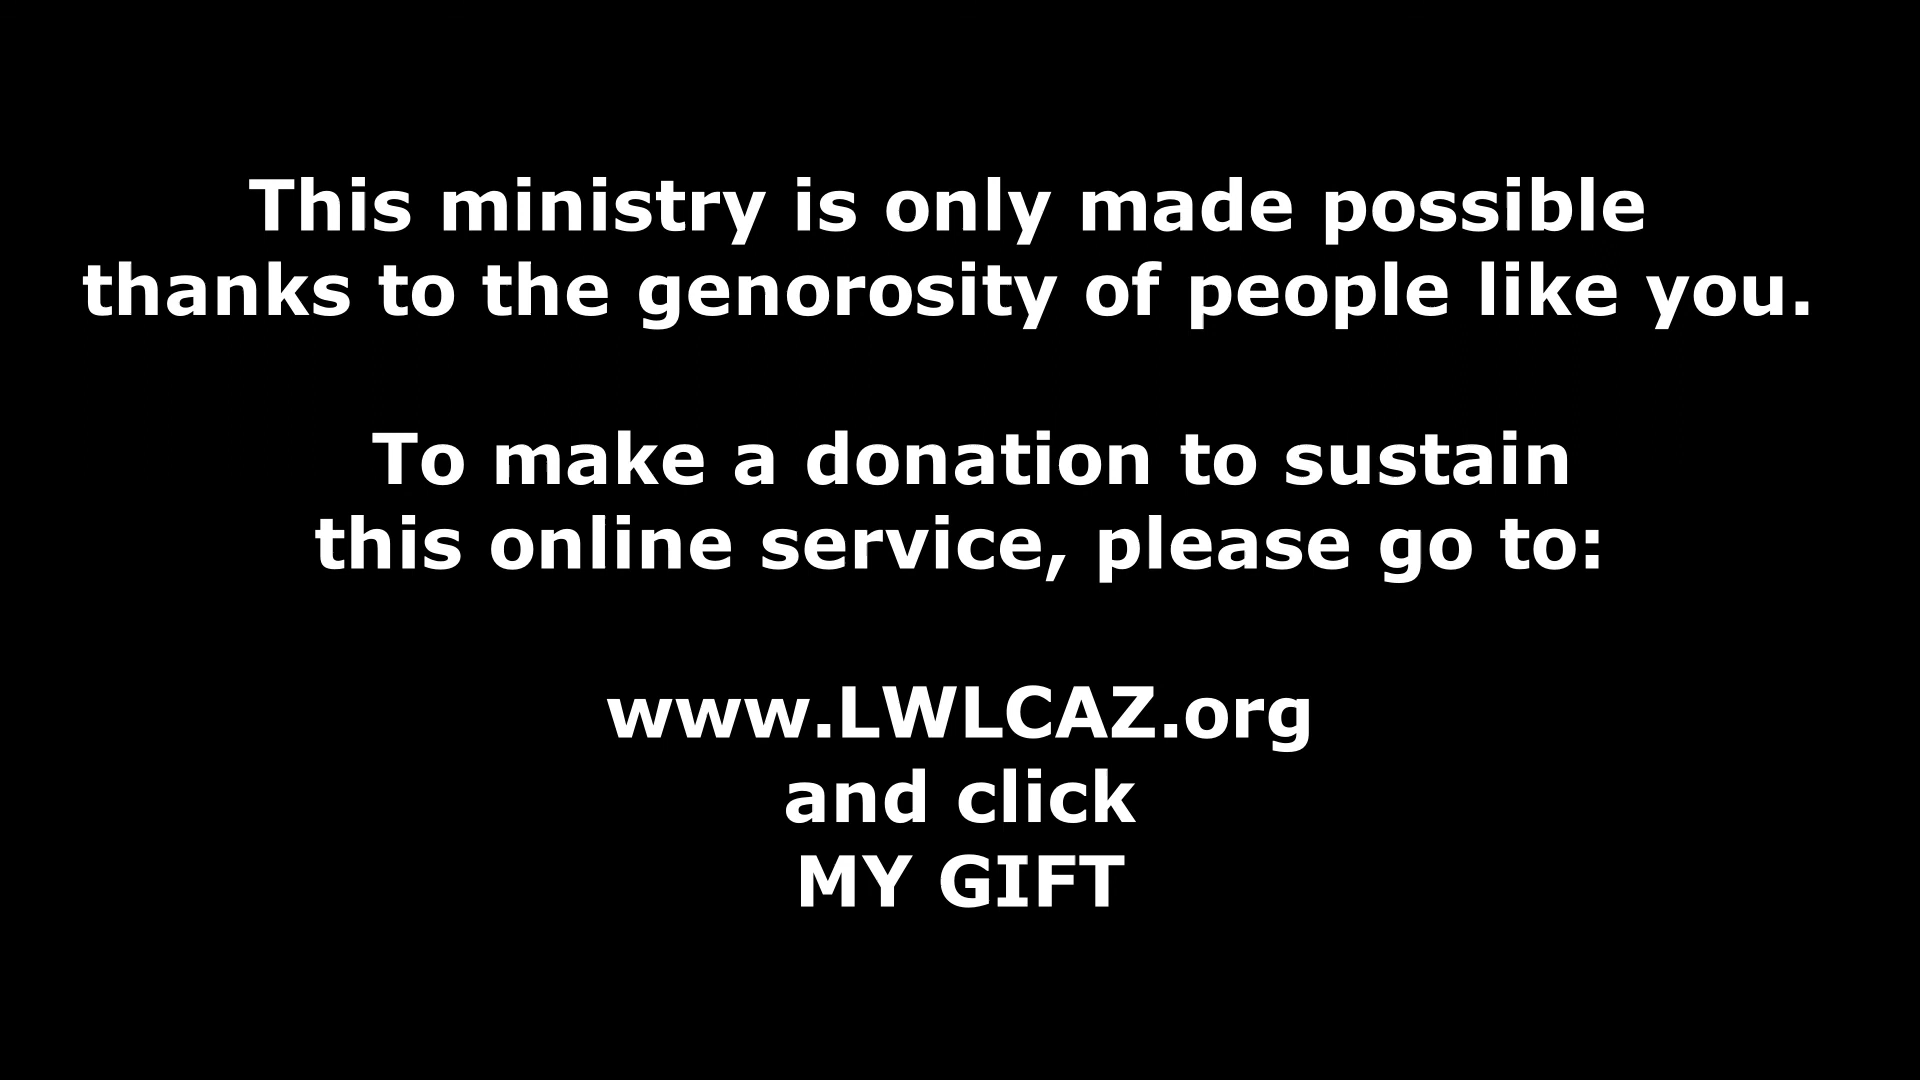 This ministry is only made possible
thanks to the genorosity of people like you.
To make a donation to sustain
this online service, please go to:
www.LWLCAZ.org
and click
MY GIFT